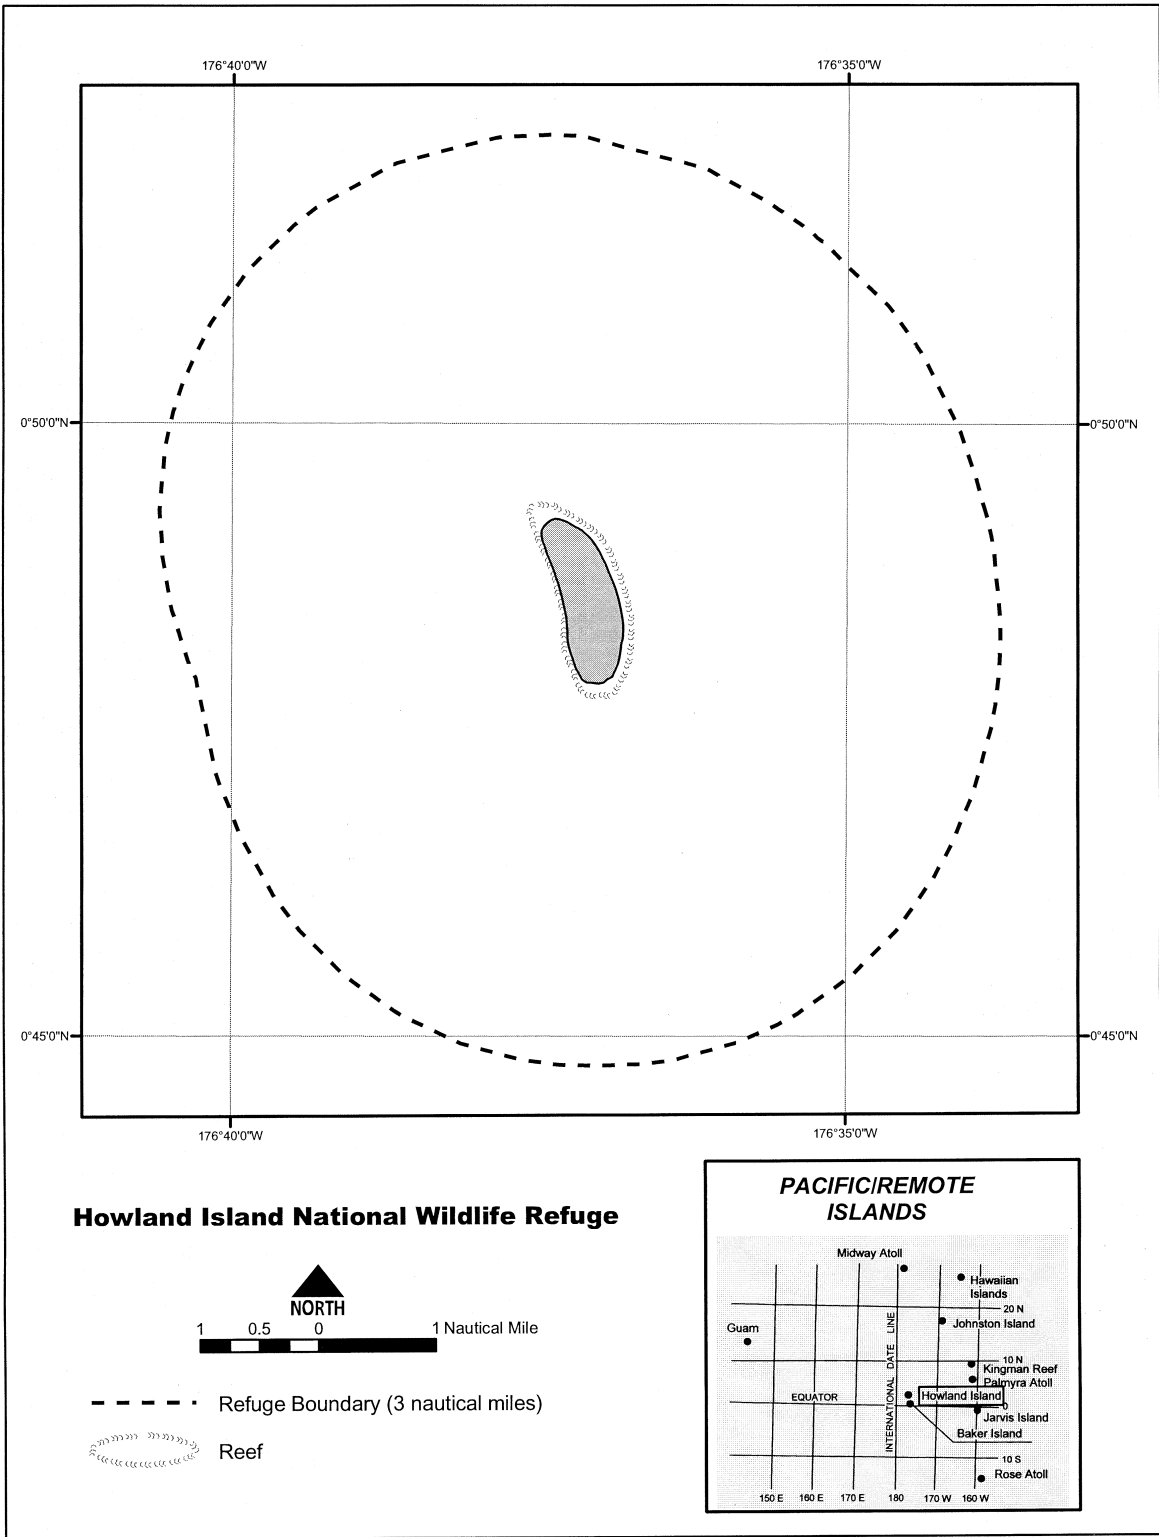 176°40'0"W
176°35'0"W
0°50'0"N
0°50'0"N
0°45'0"N
0°45'0"N
176°40'0"W
176°35'0"W
Howland Island National Wildlife Refuge
NORTH
1 0.5 0 1 Nautical Mile
Refuge Boundary (3 nautical miles)
Reef
PACIFIC/REMOTE
ISLANDS
Midway Atoll
Hawaiian
Islands
20 N
Johnston Island
Guam
INTERNATIONAL DATE LINE
10 N
Kingman Reef
Palmyra Atoll
EQUATOR
Howland Island
0
Jarvis Island
Baker Island
10 S
Rose Atoll
150 E 160 E 170 E 180 170 W 160 W